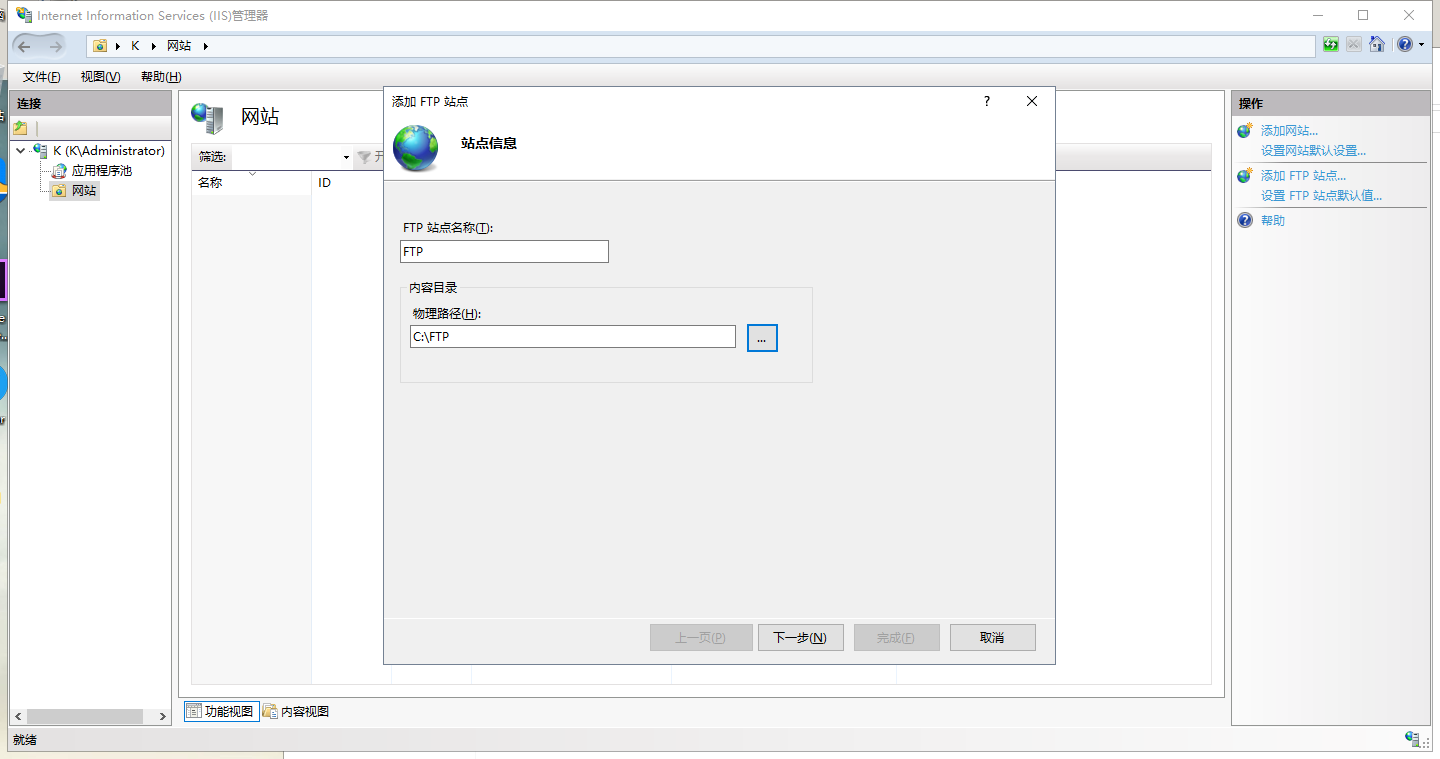 Internet Information Services (IIS)管理器
K 网站
文件(F) 视图(V) 帮助(H)
连接
K (K\Administrator)
应用程序池
网站
网站
筛选:
开
名称 ID
添加 FTP 站点
?
站点信息
FTP 站点名称(T):
FTP
内容目录
物理路径(H):
C:\FTP
...
上一页(P) 下一步(N) 完成(F) 取消
操作
添加网站...
设置网站默认设置...
添加 FTP 站点...
设置 FTP 站点默认值...
帮助
功能视图 内容视图
就绪